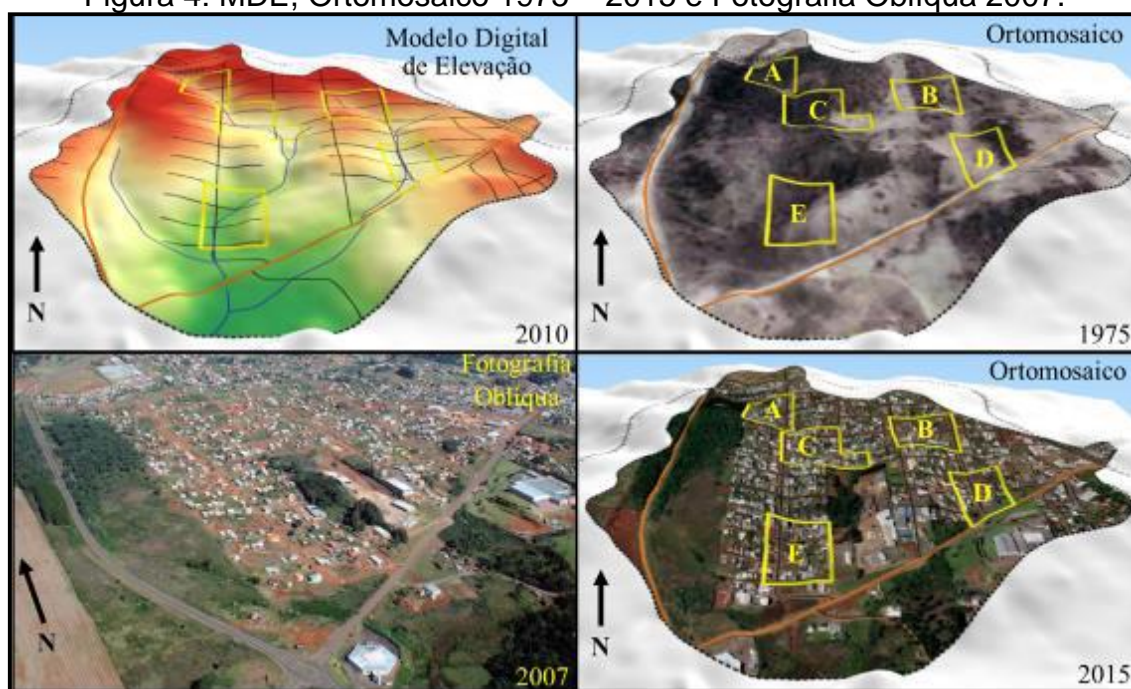 Figura 4: MDE, Ortomosaico 1975 – 2015 e Fotografia Oblíqua 2007.
Modelo Digital
de Elevação
N
2010
Ortomosaico
A
B
C
D
E
N
1975
Fotografia
Oblíqua
N
2007
Ortomosaico
A
B
C
D
E
N
2015